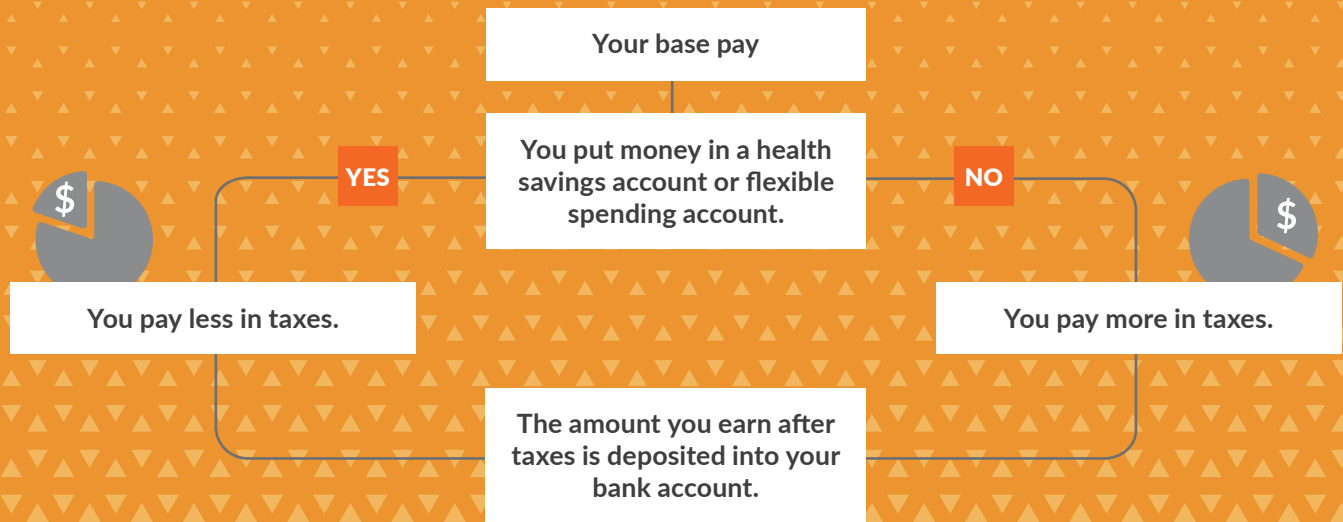 Your base pay
You put money in a health
savings account or flexible
spending account.
YES
NO
$
$
You pay less in taxes.
You pay more in taxes.
The amount you earn after
taxes is deposited into your
bank account.